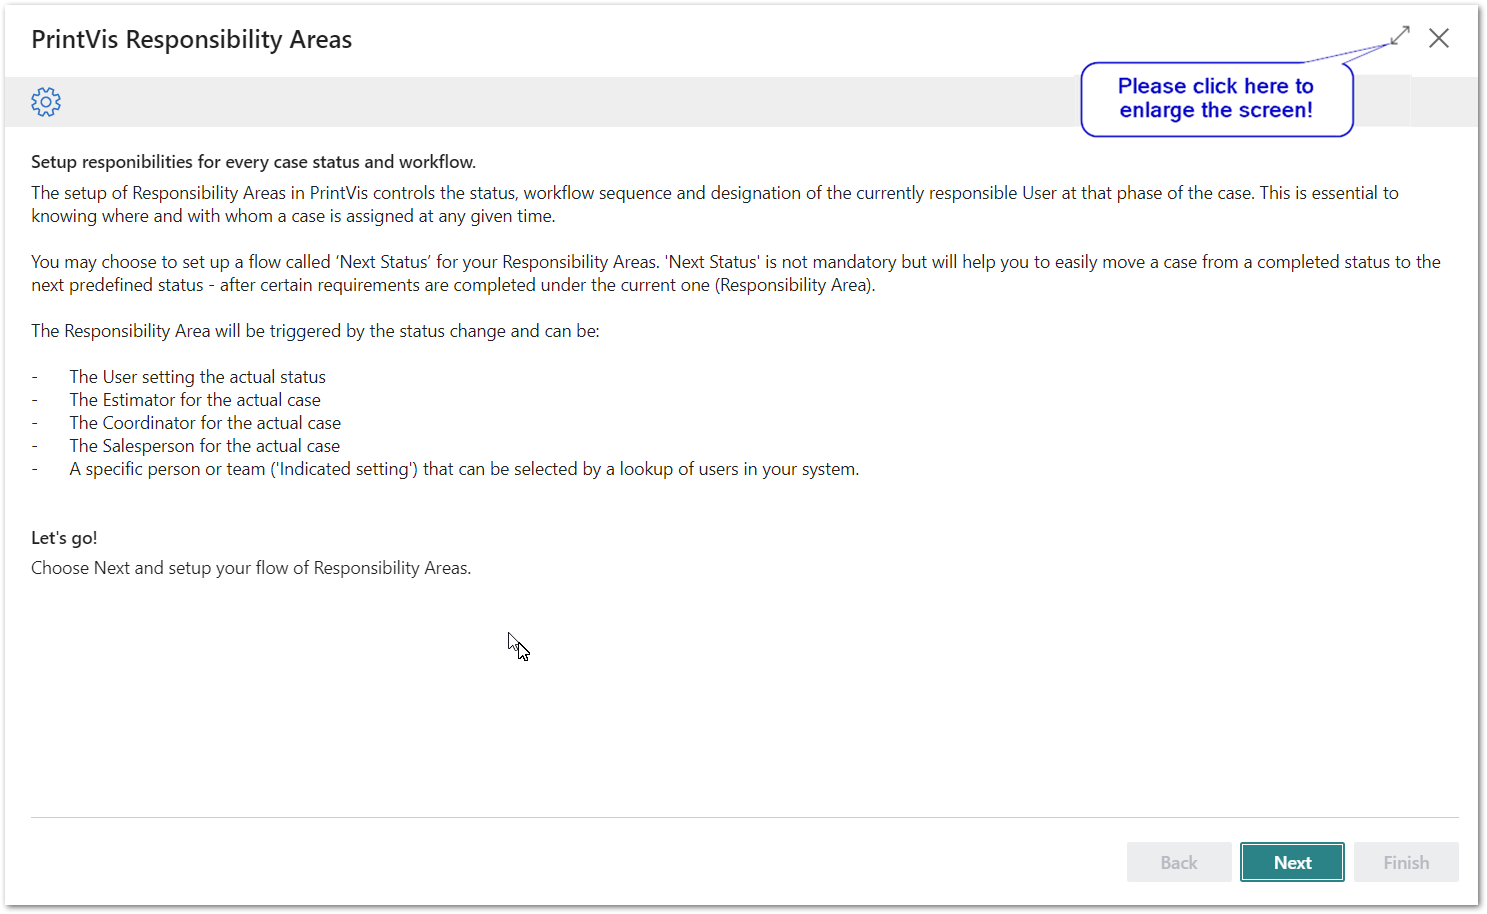 PrintVis Responsibility Areas
Please click here to
enlarge the screen!
Setup responibilities for every case status and workflow.
The setup of Responsibility Areas in PrintVis controls the status, workflow sequence and designation of the currently responsible User at that phase of the case. This is essential to
knowing where and with whom a case is assigned at any given time.
You may choose to set up a flow called ‘Next Status’ for your Responsibility Areas. 'Next Status' is not mandatory but will help you to easily move a case from a completed status to the
next predefined status - after certain requirements are completed under the current one (Responsibility Area).
The Responsibility Area will be triggered by the status change and can be:
- The User setting the actual status
- The Estimator for the actual case
- The Coordinator for the actual case
- The Salesperson for the actual case
- A specific person or team ('Indicated setting') that can be selected by a lookup of users in your system.
Let's go!
Choose Next and setup your flow of Responsibility Areas.
Back Next Finish